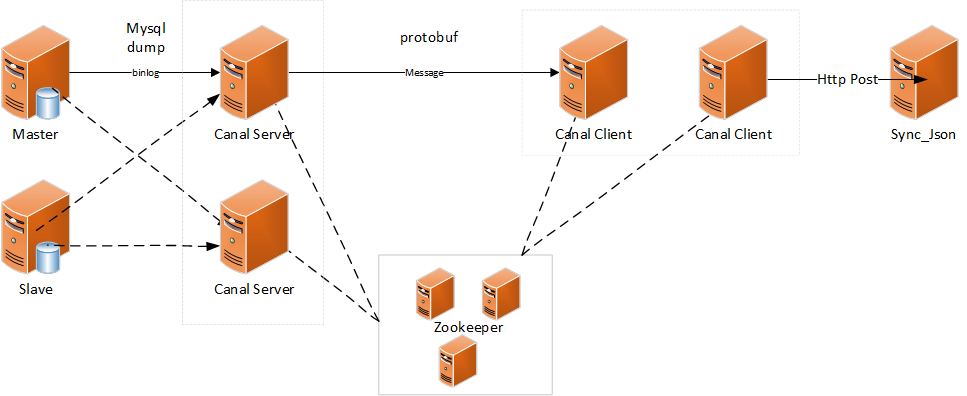 Mysql
dump
protobuf
binlog
Message
Http Post
Master
Canal Server
Canal Client
Canal Client
Sync_Json
Slave
Canal Server
Zookeeper